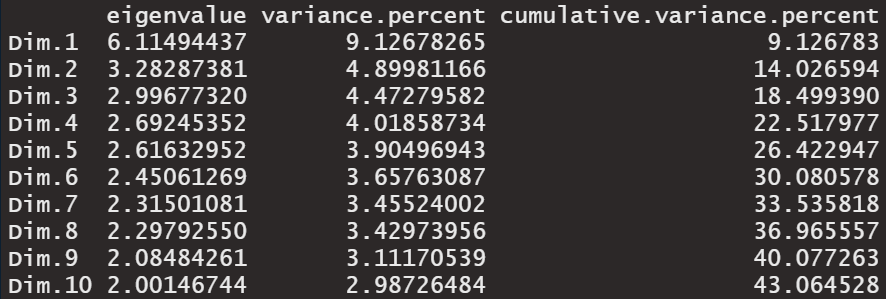 eigenvalue variance.percent cumulative.variance.percent
Dim.1 6.11494437 9.12678265 9.126783
Dim.2 3.28287381 4.89981166 14.026594
Dim.3 2.99677320 4.47279582 18.499390
Dim.4 2.69245352 4.01858734 22.517977
Dim.5 2.61632952 3.90496943 26.422947
Dim.6 2.45061269 3.65763087 30.080578
Dim.7 2.31501081 3.45524002 33.535818
Dim.8 2.29792550 3.42973956 36.965557
Dim.9 2.08484261 3.11170539 40.077263
Dim.10 2.00146744 2.98726484 43.064528